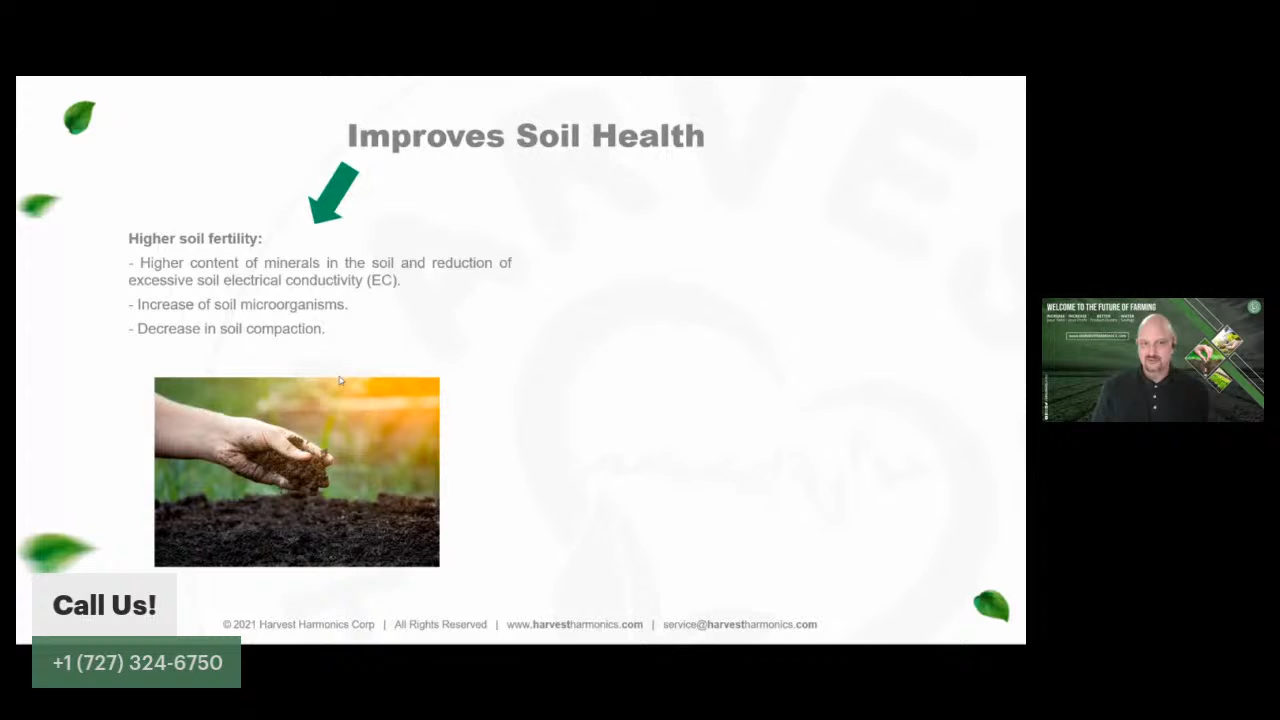 Improves Soil Health
Higher soil fertility:
- Higher content of minerals in the soil and reduction of
excessive soil electrical conductivity (EC).
- Increase of soil microorganisms.
- Decrease in soil compaction.
WELCOME TO THE FUTURE OF FARMING
Call Us!
© 2021 Harvest Harmonics Corp | All Rights Reserved | www.harvestharmonics.com | service@harvestharmonics.com
+1 (727) 324-6750